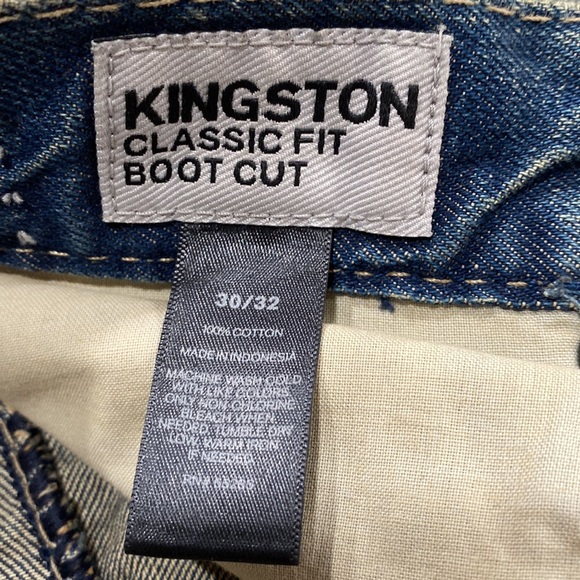 KINGSTON
CLASSIC FIT
BOOT CUT
30/32
100% COTTON
MADE IN INDONESIA
MACHINE WASH COLD
WITH LIKE COLORS
ONLY NON-CHLORINE
BLEACH WHEN
NEEDED. TUMBLE DRY
LOW. WARM IRON
IF NEEDED
RN#